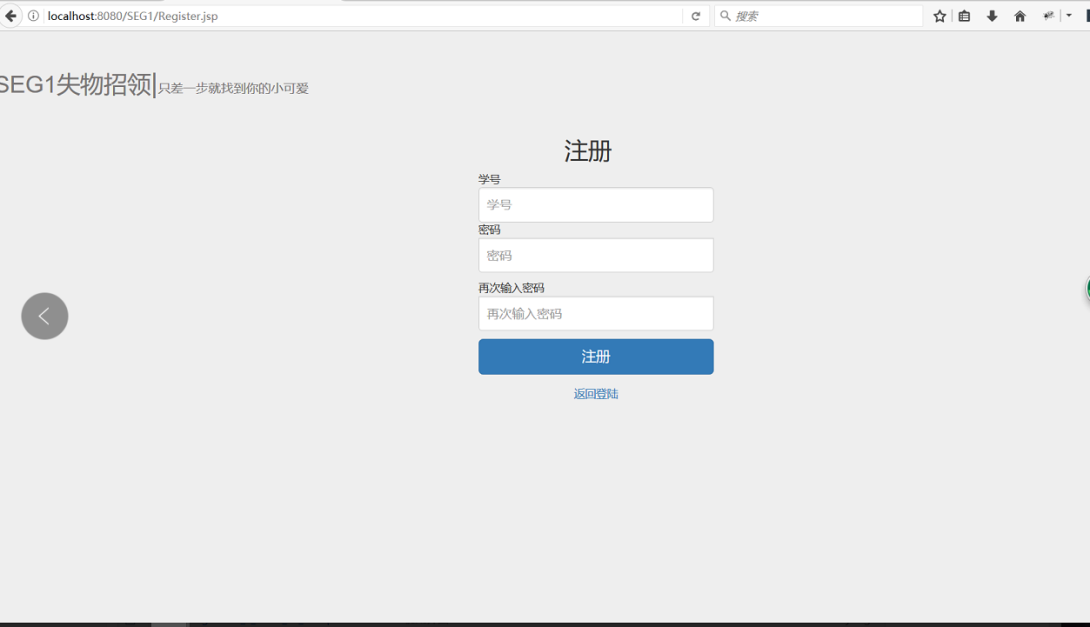 localhost:8080/SEG1/Register.jsp
搜索
SEG1失物招领 只差一步就找到你的小可爱
注册
学号
学号
密码
密码
再次输入密码
再次输入密码
注册
返回登陆